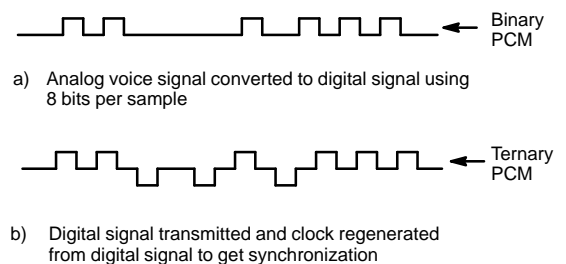 Binary
PCM
a) Analog voice signal converted to digital signal using
8 bits per sample
Ternary
PCM
b) Digital signal transmitted and clock regenerated
from digital signal to get synchronization